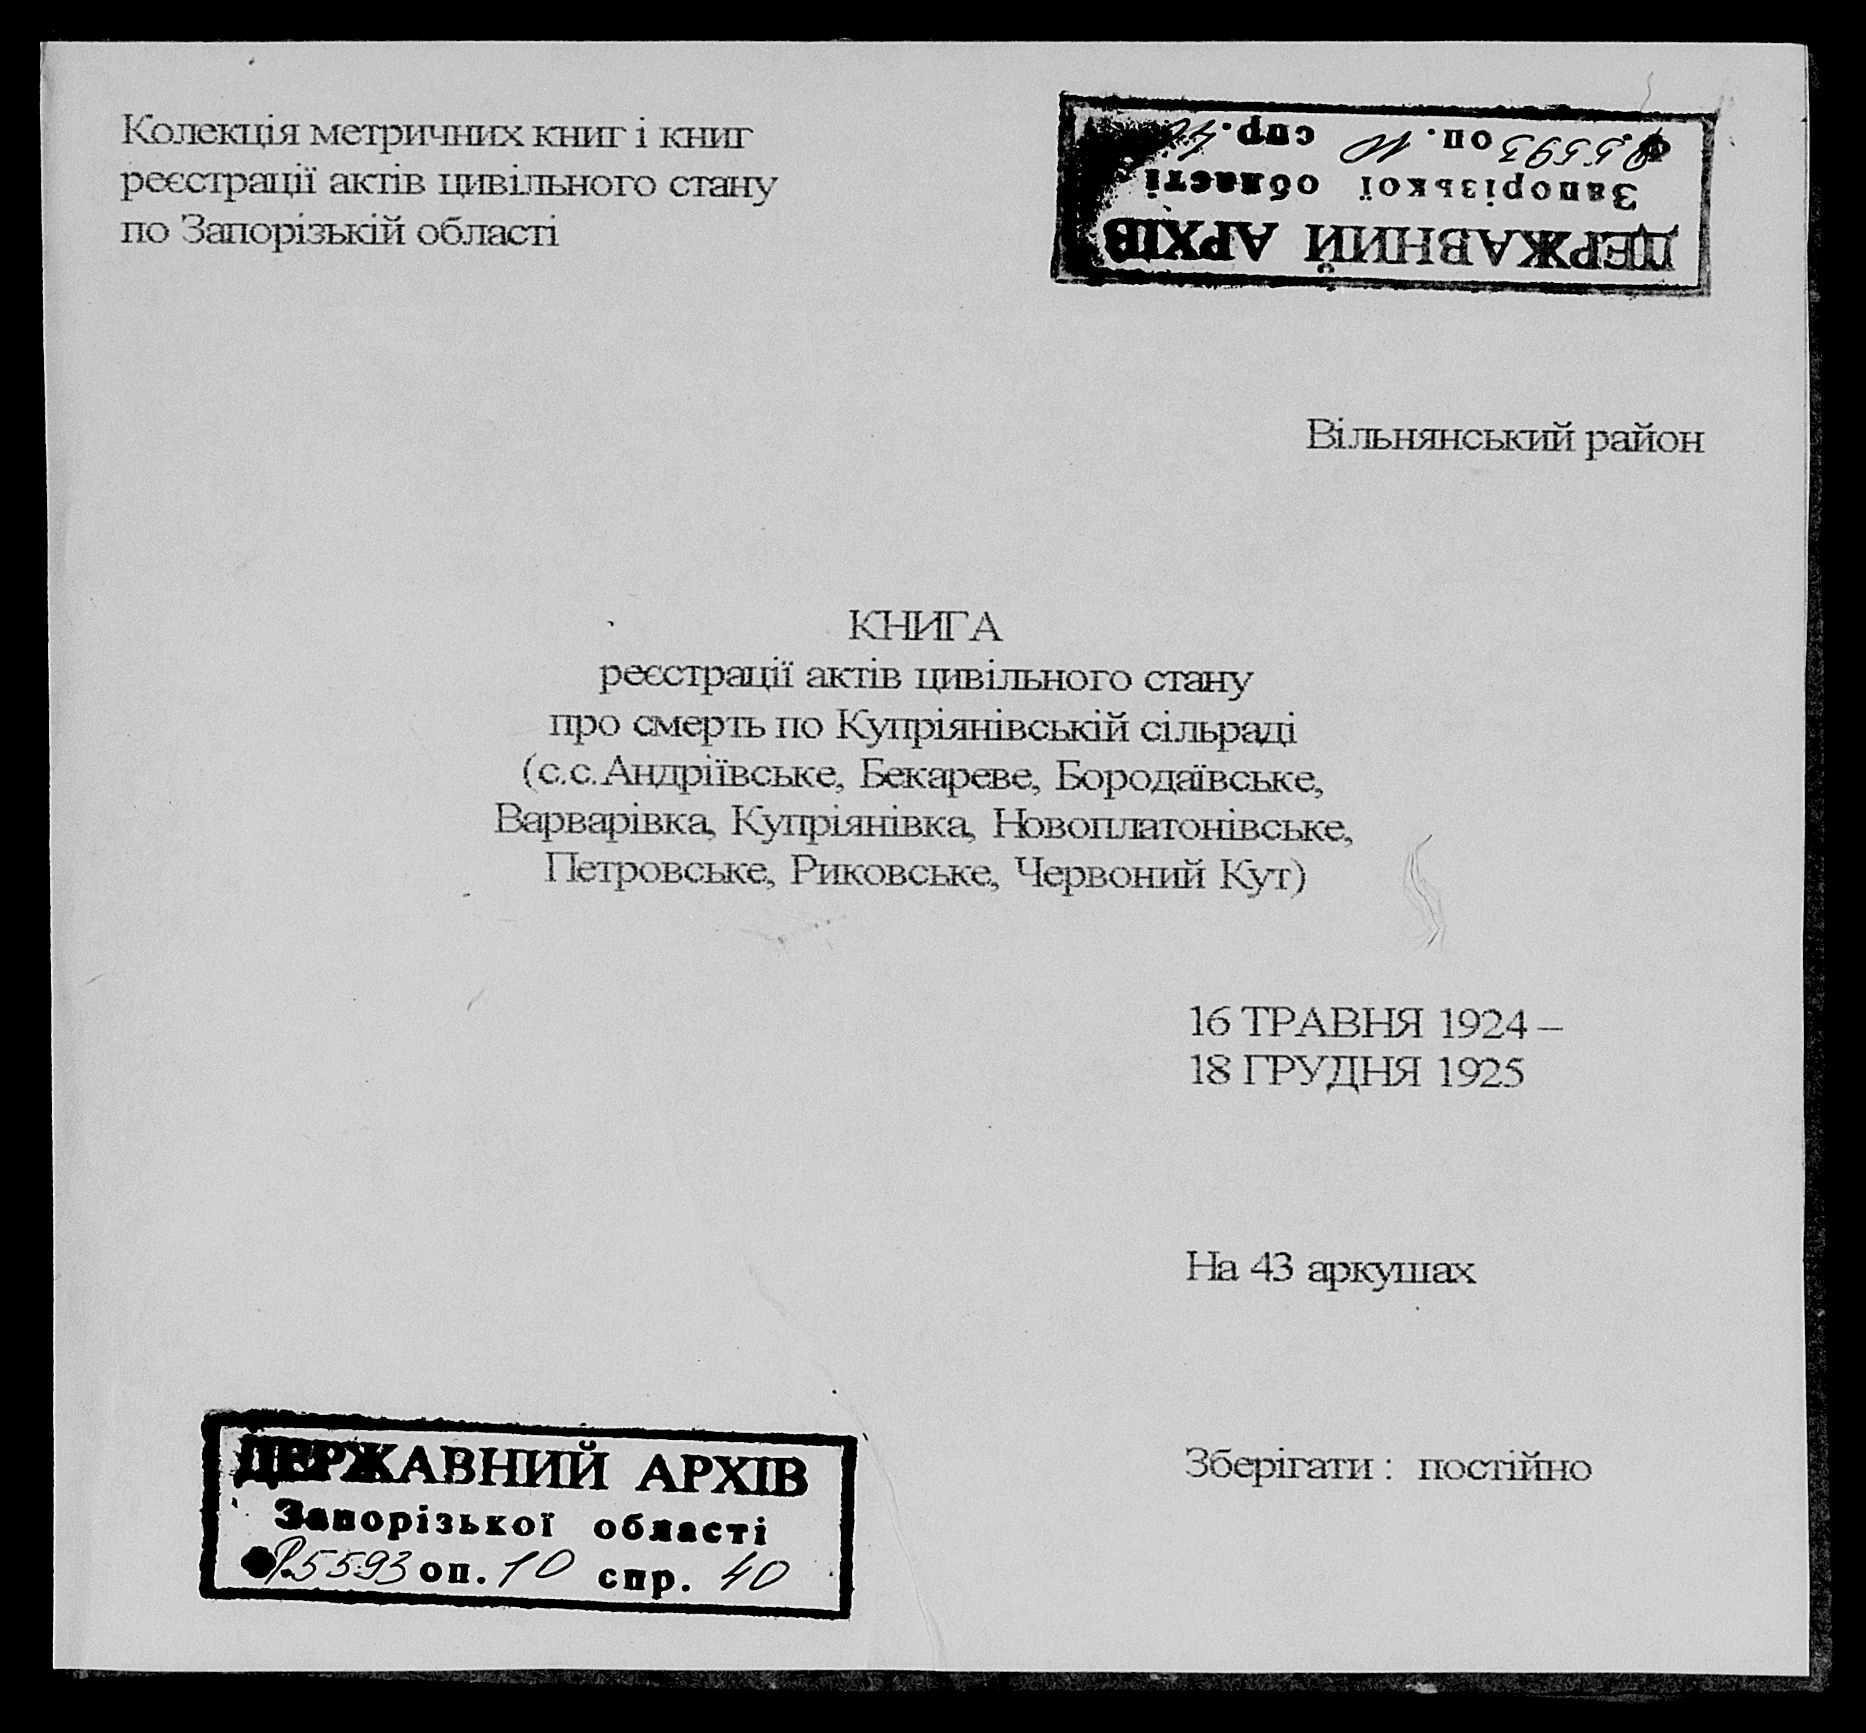 Колекція метричних книг і книг
реєстрації актів цивільного стану
по Запорізькій області
ДЕРЖАВНИЙ АРХІВ
Запорізької області
Ф. Р.5593 оп. 10 спр. 40
Вільнянський район
КНИГА
реєстрації актів цивільного стану
про смерть по Купріянівській сільраді
(с.с.Андріївське, Бекареве, Бородаївське,
Варварівка, Купріянівка, Новоплатонівське,
Петровське, Риковське, Червоний Кут)
16 ТРАВНЯ 1924 –
18 ГРУДНЯ 1925
На 43 аркушах
Зберігати : постійно
ДЕРЖАВНИЙ АРХІВ
Запорізької області
Р.5593 оп. 10 спр. 40